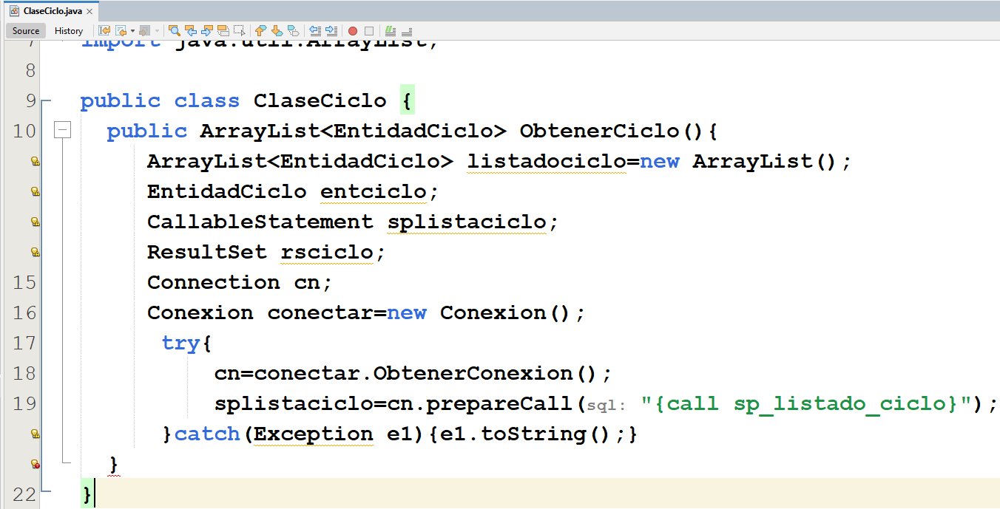 ClaseCiclo.java
Source History
7 import java.util.ArrayList;
8
9 public class ClaseCiclo {
10 public ArrayList<EntidadCiclo> ObtenerCiclo(){
ArrayList<EntidadCiclo> listadociclo=new ArrayList();
EntidadCiclo entciclo;
CallableStatement splistaciclo;
ResultSet rsciclo;
15 Connection cn;
16 Conexion conectar=new Conexion();
17 try{
18 cn=conectar.ObtenerConexion();
19 splistaciclo=cn.prepareCall(sql: "{call sp_listado_ciclo}");
}catch(Exception e1){e1.toString();}
}
22 }